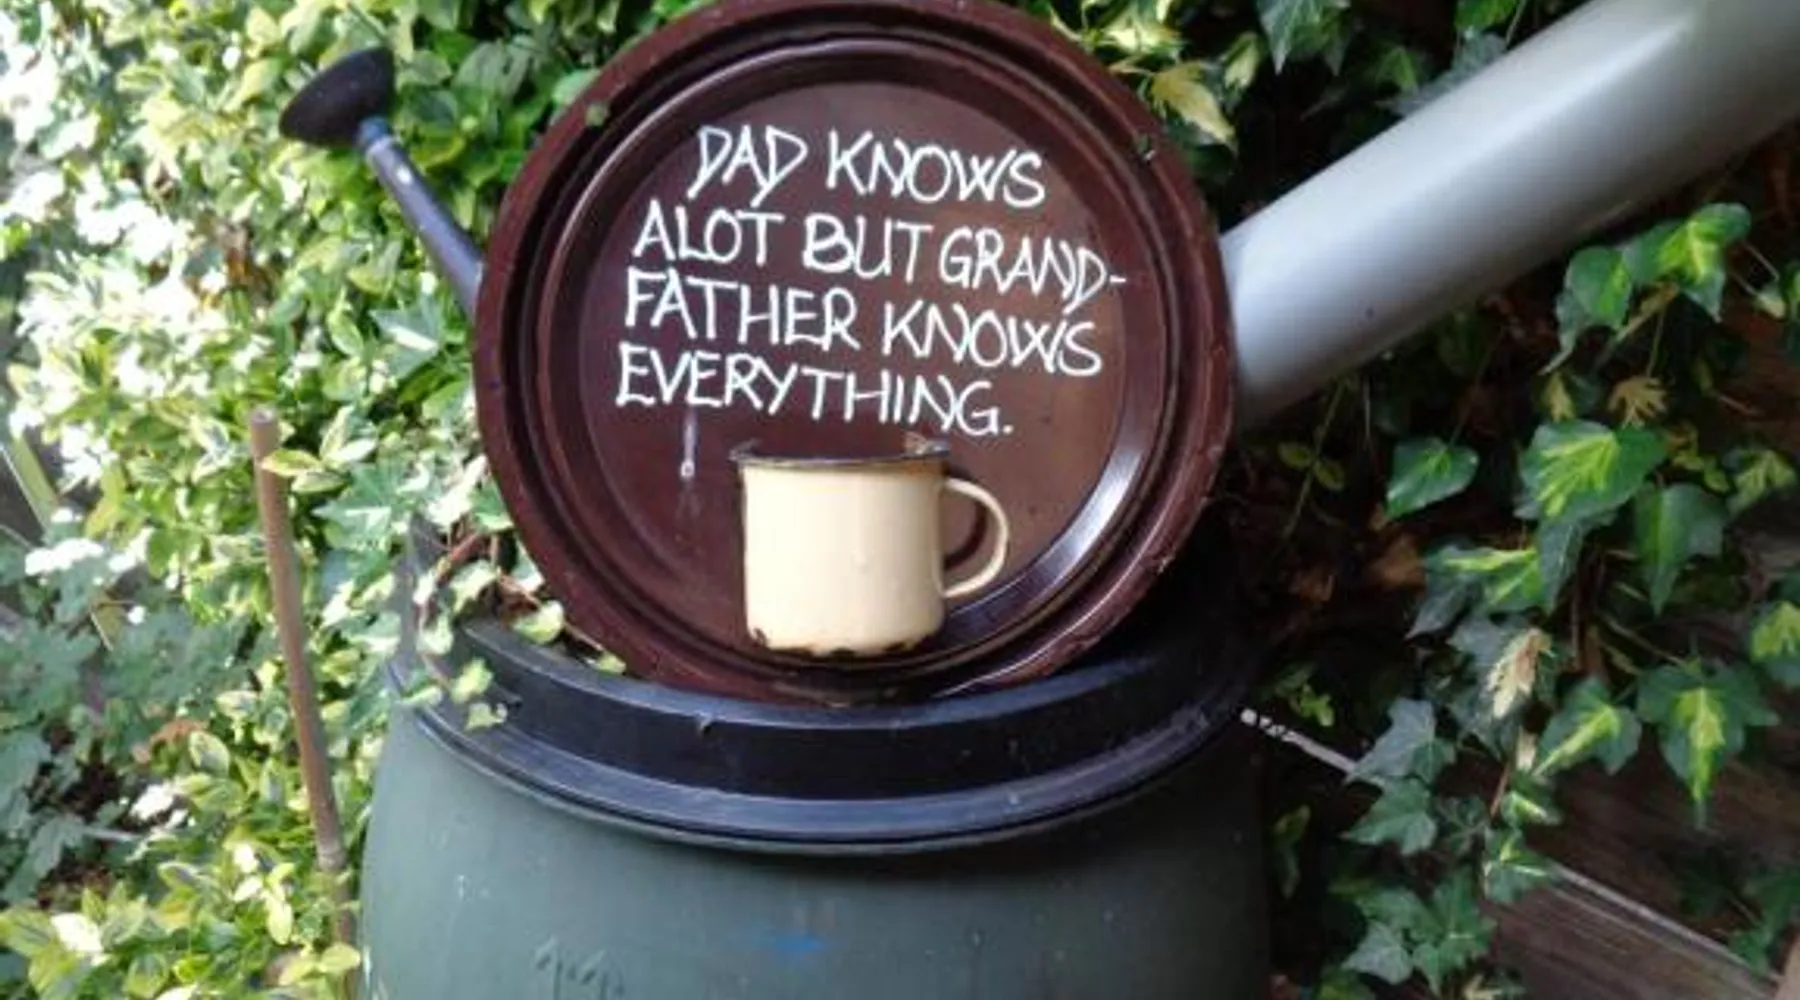 DAD KNOWS
ALOT BUT GRAND-
FATHER KNOWS
EVERYTHING.